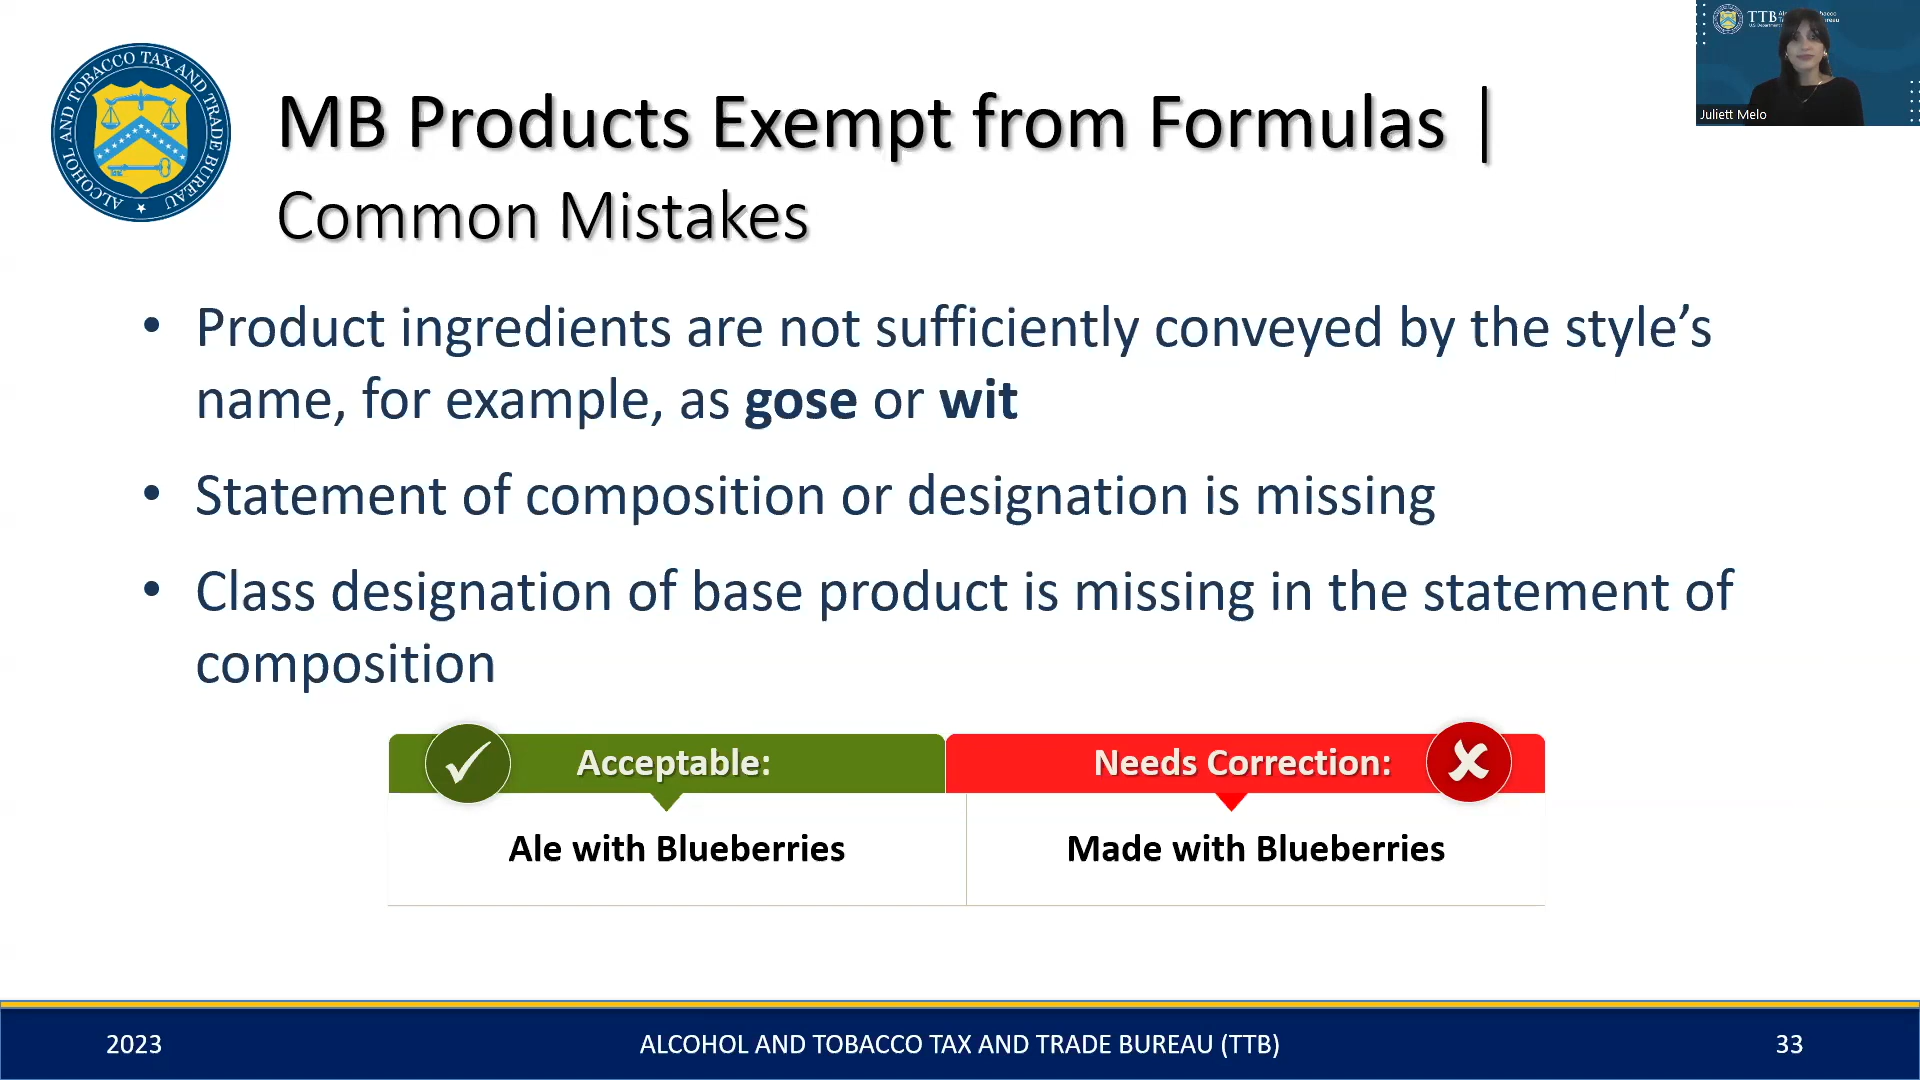 ALCOHOL AND TOBACCO TAX AND TRADE BUREAU
MB Products Exempt from Formulas |
Common Mistakes
TTB
Juliett Melo
• Product ingredients are not sufficiently conveyed by the style’s
name, for example, as gose or wit
• Statement of composition or designation is missing
• Class designation of base product is missing in the statement of
composition
Acceptable:
Needs Correction:
Ale with Blueberries
Made with Blueberries
2023
ALCOHOL AND TOBACCO TAX AND TRADE BUREAU (TTB)
33